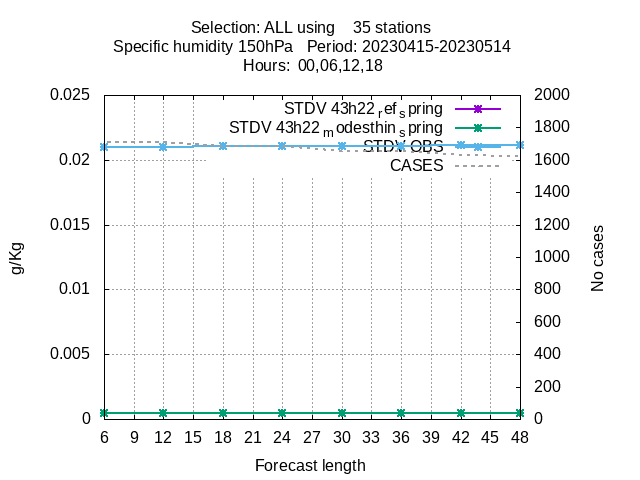 Selection: ALL using 35 stations
Specific humidity 150hPa Period: 20230415-20230514
Hours: 00,06,12,18
STDV 43h22refspring
STDV 43h22modesthinspring
STDV OBS
CASES
0.025
0.02
0.015
0.01
0.005
0
2000
1800
1600
1400
1200
1000
800
600
400
200
0
g/Kg
No cases
6 9 12 15 18 21 24 27 30 33 36 39 42 45 48
Forecast length